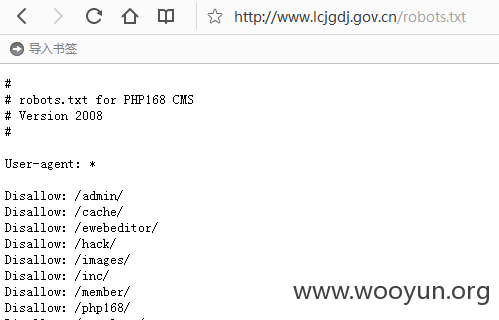 http://www.lcjgdj.gov.cn/robots.txt
导入书签
#
# robots.txt for PHP168 CMS
# Version 2008
#
User-agent: *
Disallow: /admin/
Disallow: /cache/
Disallow: /ewebeditor/
Disallow: /hack/
Disallow: /images/
Disallow: /inc/
Disallow: /member/
Disallow: /php168/
www.wooyun.org